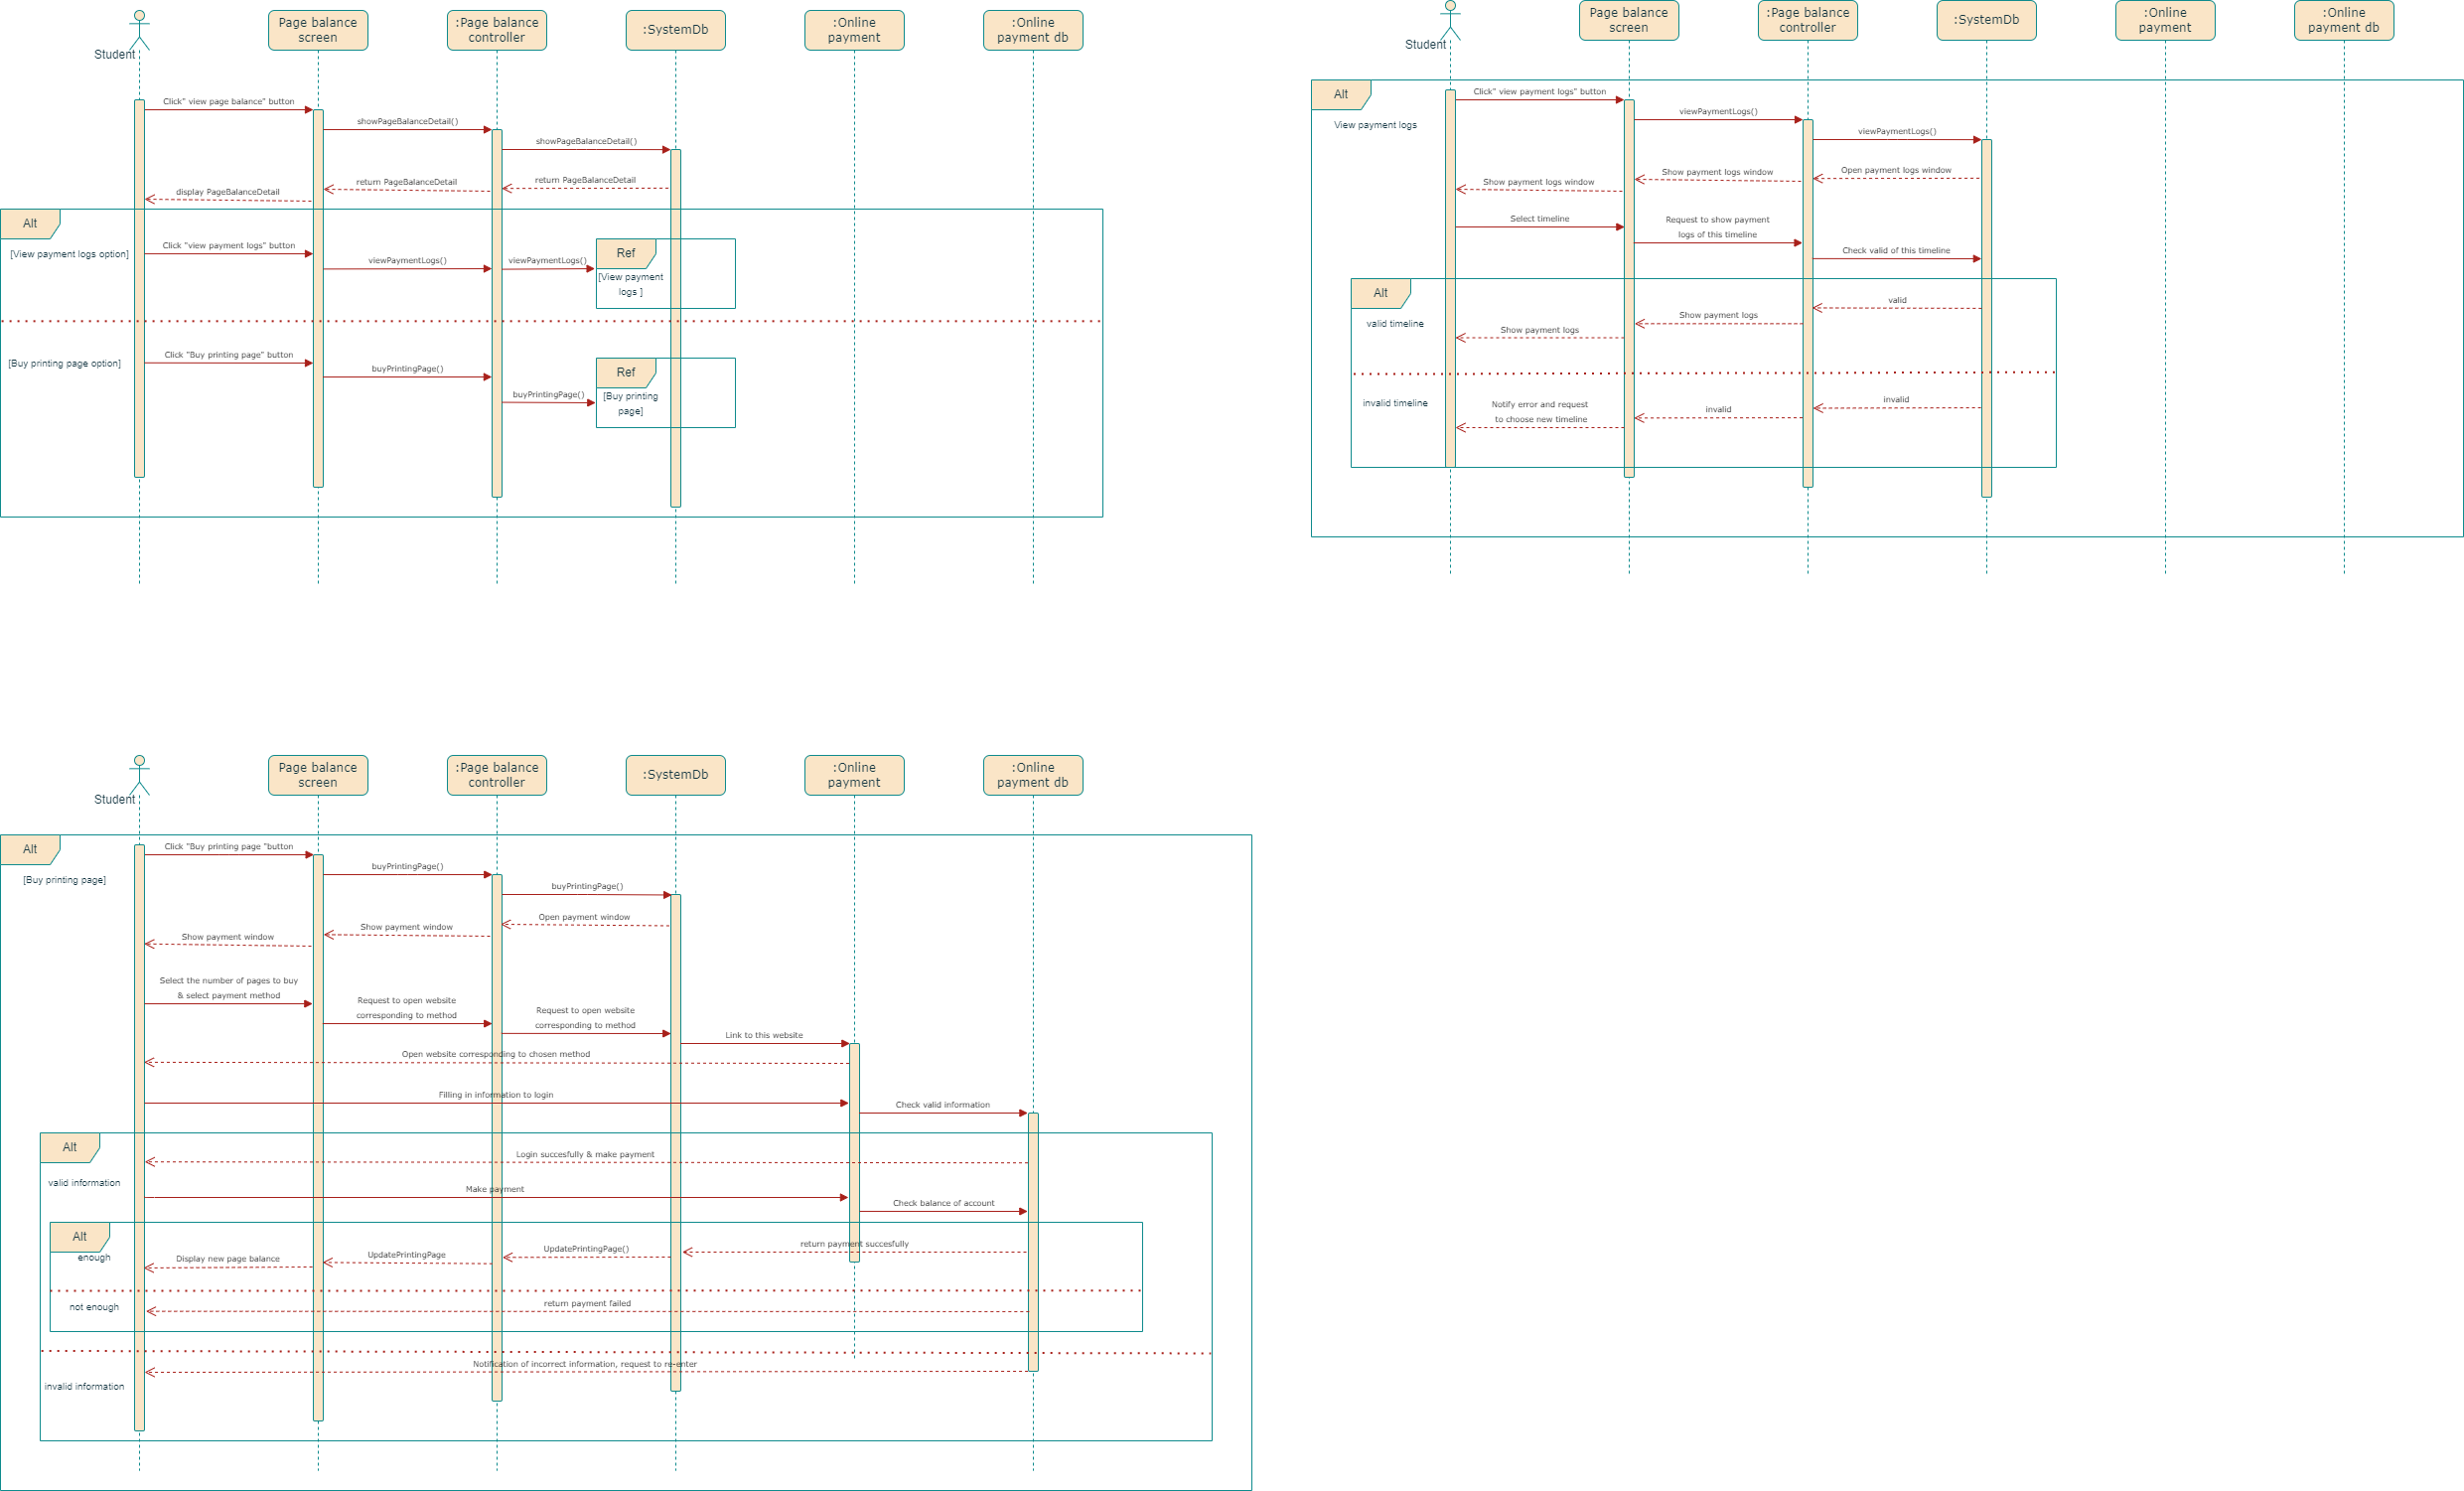 Student
Page balance
screen
:Page balance
controller
:SystemDb
:Online
payment
:Online
payment db
Click" view page balance" button
showPageBalanceDetail()
showPageBalanceDetail()
return PageBalanceDetail
return PageBalanceDetail
display PageBalanceDetail
Alt
[View payment logs option]
Click "view payment logs" button
viewPaymentLogs()
viewPaymentLogs()
Ref
[View payment
logs ]
[Buy printing page option]
Click "Buy printing page" button
buyPrintingPage()
buyPrintingPage()
Ref
[Buy printing
page]
Student
Page balance
screen
:Page balance
controller
:SystemDb
:Online
payment
:Online
payment db
Alt
View payment logs
Click" view payment logs" button
viewPaymentLogs()
viewPaymentLogs()
Open payment logs window
Show payment logs window
Show payment logs window
Select timeline
Request to show payment
logs of this timeline
Check valid of this timeline
Alt
valid timeline
valid
Show payment logs
Show payment logs
invalid timeline
invalid
invalid
Notify error and request
to choose new timeline
Student
Page balance
screen
:Page balance
controller
:SystemDb
:Online
payment
:Online
payment db
Alt
[Buy printing page]
Click "Buy printing page "button
buyPrintingPage()
buyPrintingPage()
Open payment window
Show payment window
Show payment window
Select the number of pages to buy
& select payment method
Request to open website
corresponding to method
Request to open website
corresponding to method
Link to this website
Open website corresponding to chosen method
Filling in information to login
Check valid information
Alt
valid information
Login succesfully & make payment
Make payment
Check balance of account
Alt
enough
return payment succesfully
UpdatePrintingPage()
UpdatePrintingPage
Display new page balance
not enough
return payment failed
Notification of incorrect information, request to re-enter
invalid information